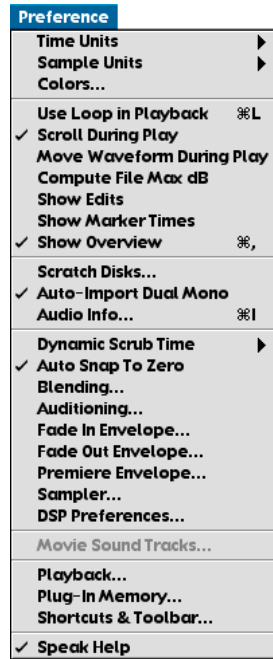 Preference
Time Units
Sample Units
Colors...
Use Loop in Playback ⌘L
Scroll During Play
Move Waveform During Play
Compute File Max dB
Show Edits
Show Marker Times
Show Overview ⌘,
Scratch Disks...
Auto-Import Dual Mono
Audio Info... ⌘I
Dynamic Scrub Time
Auto Snap To Zero
Blending...
Auditioning...
Fade In Envelope...
Fade Out Envelope...
Premiere Envelope...
Sampler...
DSP Preferences...
Movie Sound Tracks...
Playback...
Plug-In Memory...
Shortcuts & Toolbar...
Speak Help